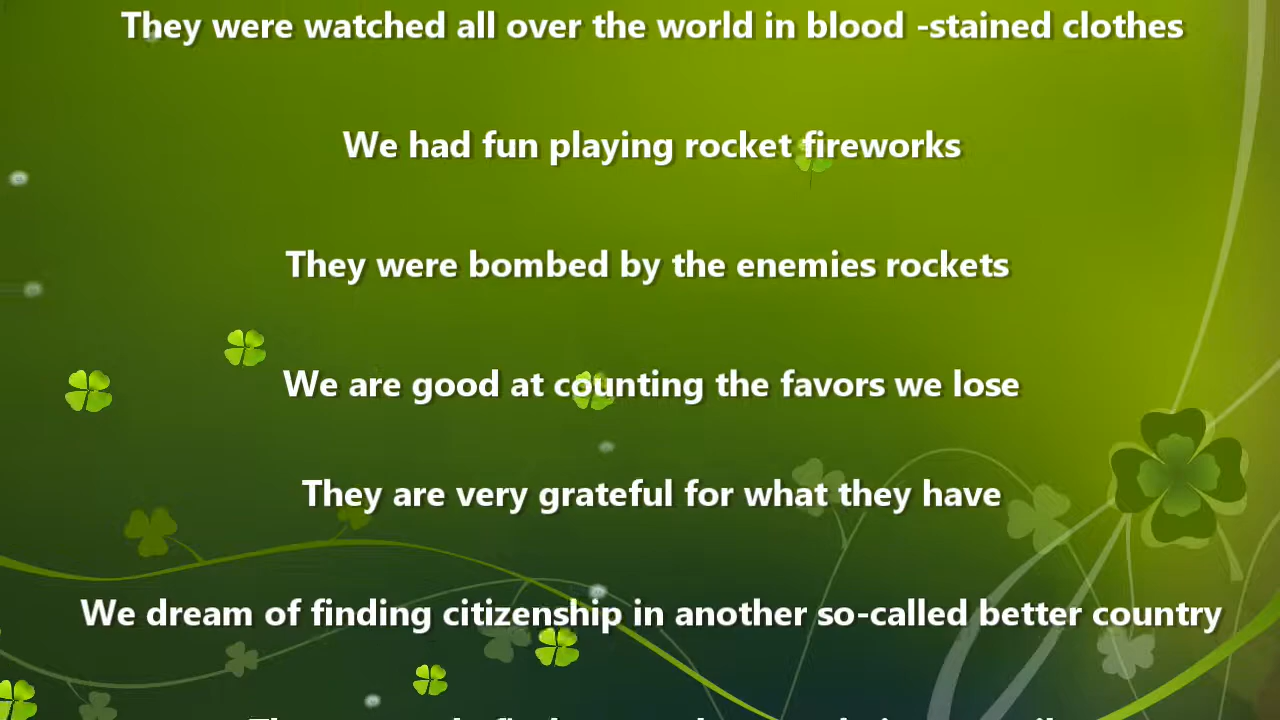 They were watched all over the world in blood -stained clothes
We had fun playing rocket fireworks
They were bombed by the enemies rockets
We are good at counting the favors we lose
They are very grateful for what they have
We dream of finding citizenship in another so-called better country